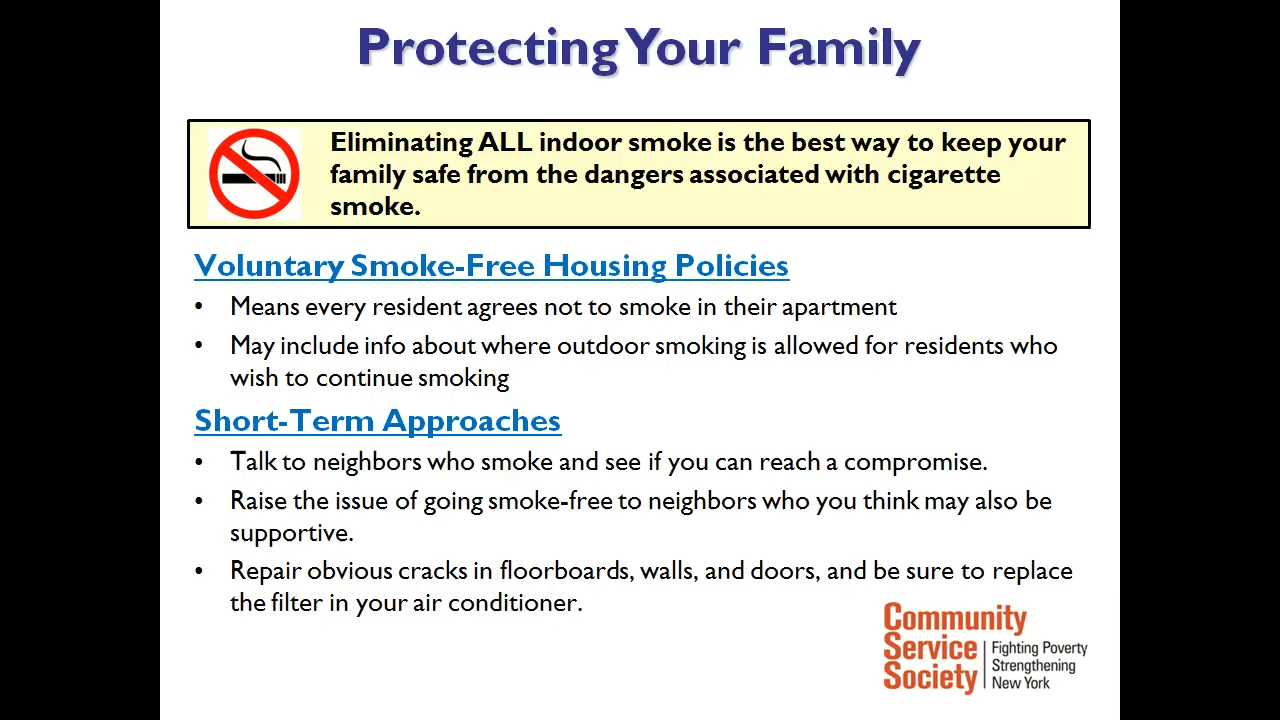 Protecting Your Family
Eliminating ALL indoor smoke is the best way to keep your
family safe from the dangers associated with cigarette
smoke.
Voluntary Smoke-Free Housing Policies
• Means every resident agrees not to smoke in their apartment
• May include info about where outdoor smoking is allowed for residents who
wish to continue smoking
Short-Term Approaches
• Talk to neighbors who smoke and see if you can reach a compromise.
• Raise the issue of going smoke-free to neighbors who you think may also be
supportive.
• Repair obvious cracks in floorboards, walls, and doors, and be sure to replace
the filter in your air conditioner.
Community
Service
Society
Fighting Poverty
Strengthening
New York